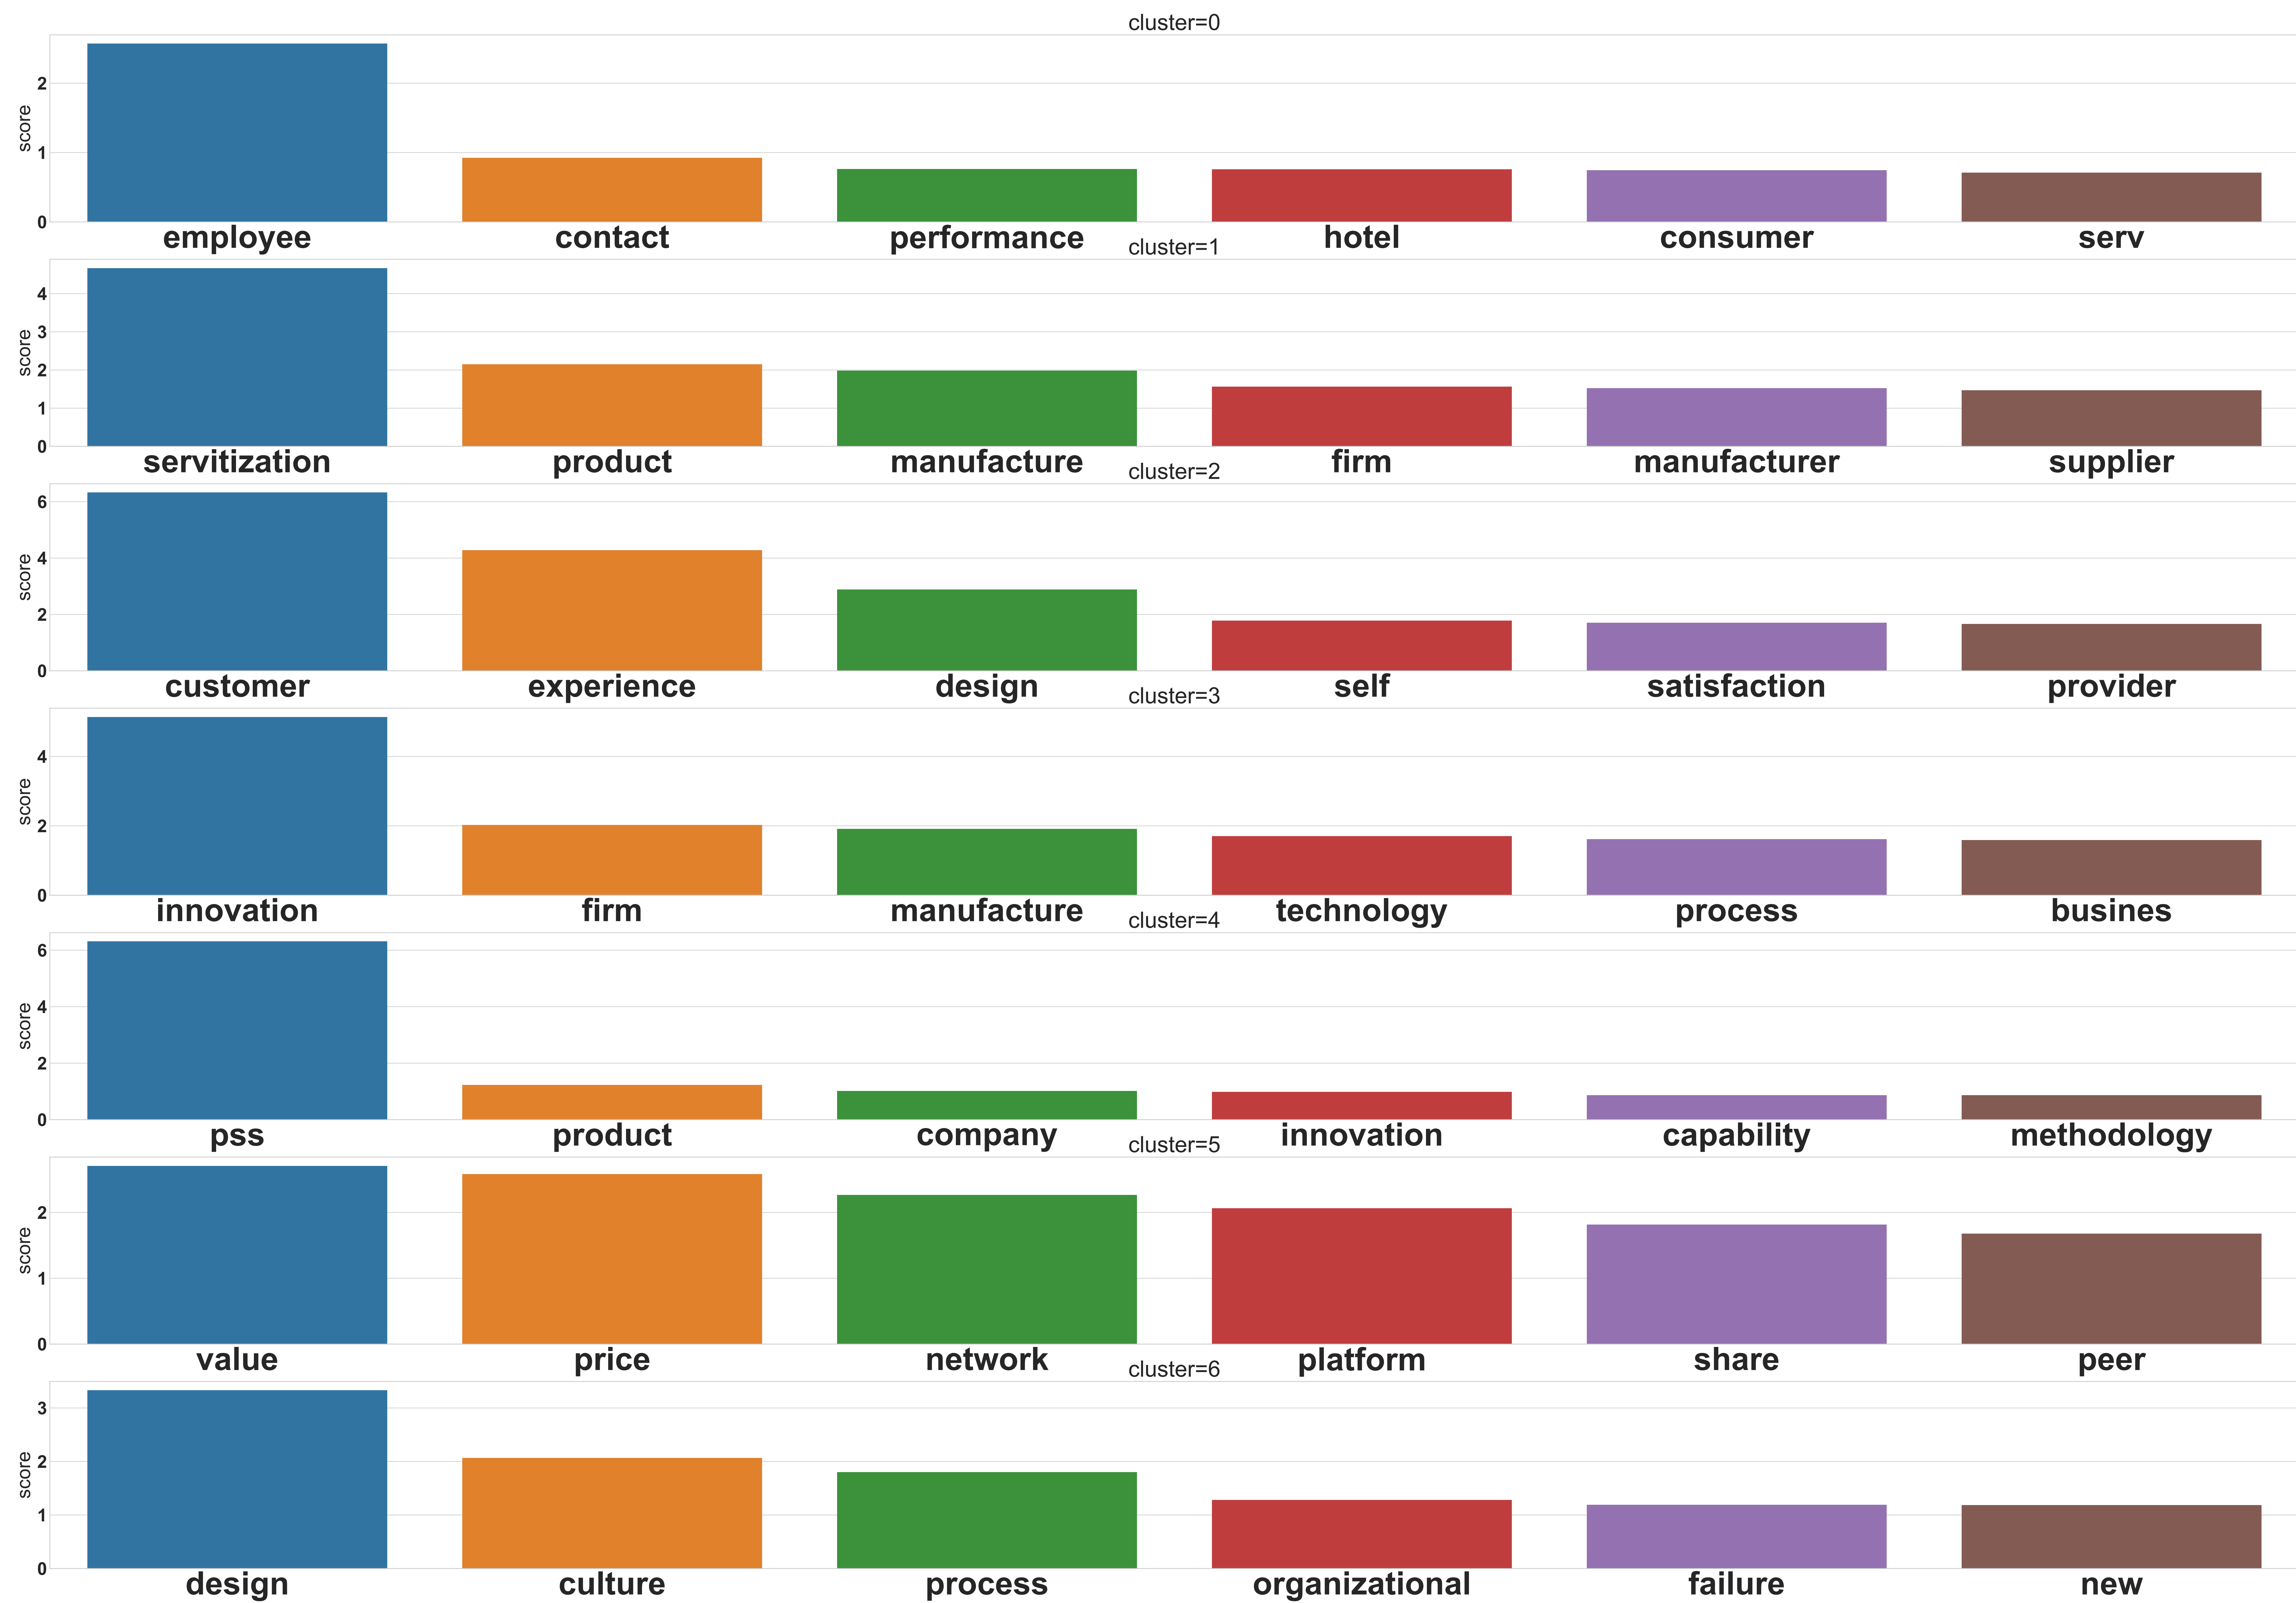 cluster=0
score
2
1
0
employee contact performance hotel consumer serv
cluster=1
score
4
3
2
1
0
servitization product manufacture firm manufacturer supplier
cluster=2
score
6
4
2
0
customer experience design self satisfaction provider
cluster=3
score
4
2
0
innovation firm manufacture technology process busines
cluster=4
score
6
4
2
0
pss product company innovation capability methodology
cluster=5
score
2
1
0
value price network platform share peer
cluster=6
score
3
2
1
0
design culture process organizational failure new